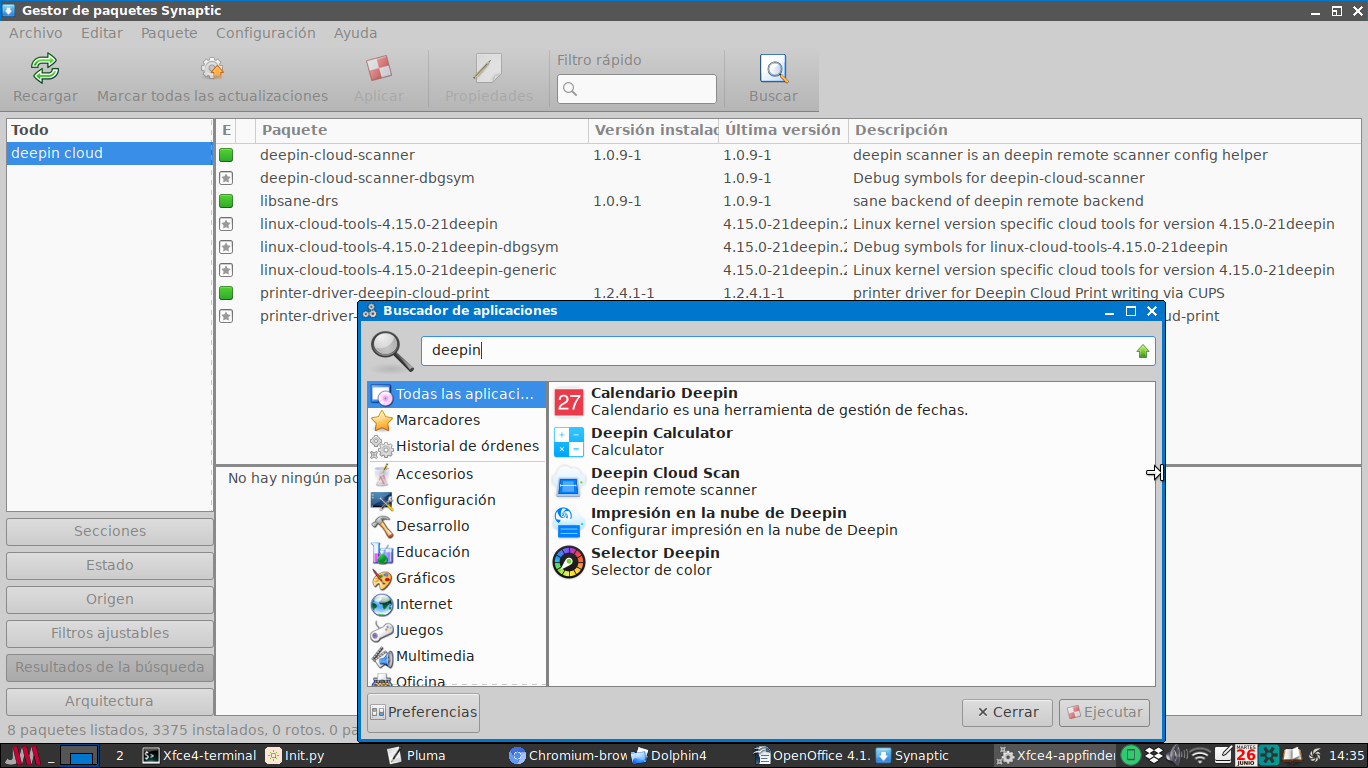 Gestor de paquetes Synaptic
Archivo Editar Paquete Configuración Ayuda
Recargar Marcar todas las actualizaciones Aplicar Propiedades Filtro rápido Buscar
Todo
deepin cloud
E Paquete Versión instalac Última versión Descripción
deepin-cloud-scanner 1.0.9-1 1.0.9-1 deepin scanner is an deepin remote scanner config helper
deepin-cloud-scanner-dbgsym 1.0.9-1 Debug symbols for deepin-cloud-scanner
libsane-drs 1.0.9-1 1.0.9-1 sane backend of deepin remote backend
linux-cloud-tools-4.15.0-21deepin 4.15.0-21deepin.2 Linux kernel version specific cloud tools for version 4.15.0-21deepin
linux-cloud-tools-4.15.0-21deepin-dbgsym 4.15.0-21deepin.2 Debug symbols for linux-cloud-tools-4.15.0-21deepin
linux-cloud-tools-4.15.0-21deepin-generic 4.15.0-21deepin.2 Linux kernel version specific cloud tools for version 4.15.0-21deepin
printer-driver-deepin-cloud-print 1.2.4.1-1 1.2.4.1-1 printer driver for Deepin Cloud Print writing via CUPS
printer-driver- ud-print
No hay ningún paq
Secciones
Estado
Origen
Filtros ajustables
Resultados de la búsqueda
Arquitectura
8 paquetes listados, 3375 instalados, 0 rotos. 0 pa
Buscador de aplicaciones
deepin
Todas las aplicaci...
Marcadores
Historial de órdenes
Accesorios
Configuración
Desarrollo
Educación
Gráficos
Internet
Juegos
Multimedia
Oficina
27
Calendario Deepin
Calendario es una herramienta de gestión de fechas.
Deepin Calculator
Calculator
Deepin Cloud Scan
deepin remote scanner
Impresión en la nube de Deepin
Configurar impresión en la nube de Deepin
Selector Deepin
Selector de color
Preferencias Cerrar Ejecutar
2 Xfce4-terminal Init.py Pluma Chromium-brow Dolphin4 OpenOffice 4.1. Synaptic Xfce4-appfinder MARTES 26 JUNIO 14:35